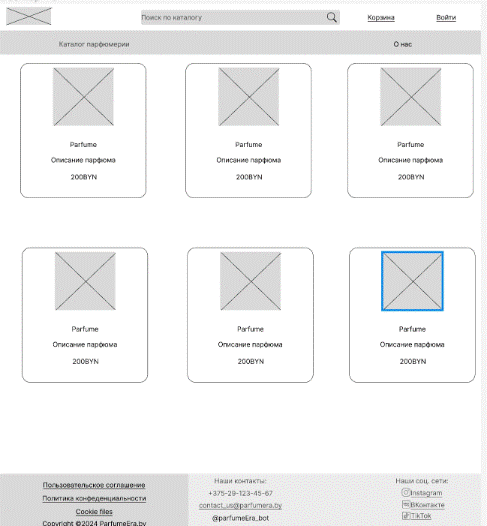 Поиск по каталогу
Корзина
Войти
Каталог парфюмерии
О нас
Parfume
Описание парфюма
200BYN
Parfume
Описание парфюма
200BYN
Parfume
Описание парфюма
200BYN
Parfume
Описание парфюма
200BYN
Parfume
Описание парфюма
200BYN
Parfume
Описание парфюма
200BYN
Пользовательское соглашение
Политика конфеденциальности
Cookie files
Copyright ©2024 ParfumeEra.by
Наши контакты:
+375-29-123-45-67
contact_us@parfumera.by
@parfumeEra_bot
Наши соц. сети:
Instagram
ВКонтакте
TikTok